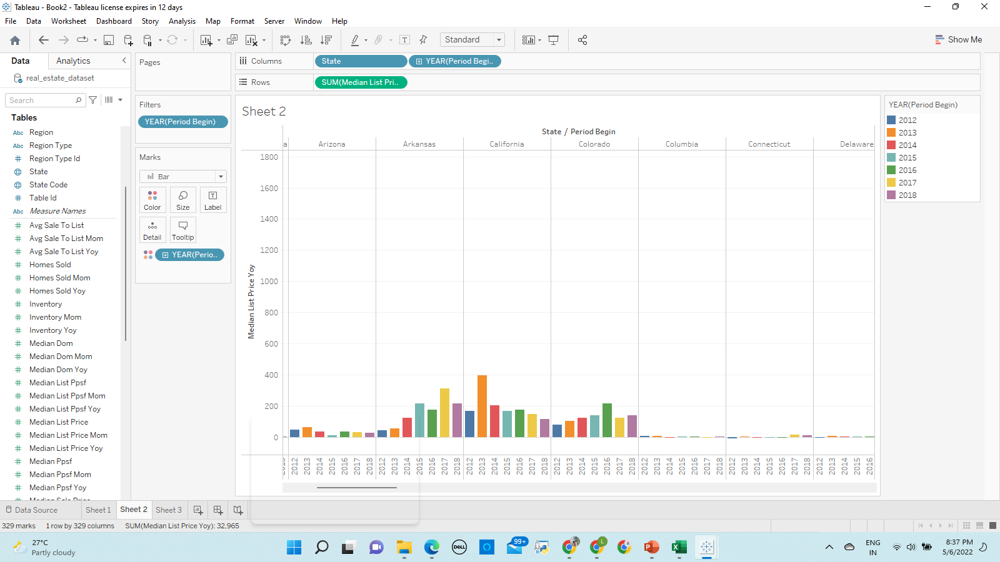 Tableau - Book2 - Tableau license expires in 12 days
File Data Worksheet Dashboard Story Analysis Map Format Server Window Help
Standard
Show Me
Data Analytics
real_estate_dataset
Search
Tables
Abc Region
Abc Region Type
Region Type Id
State
State Code
Table Id
Abc Measure Names
Avg Sale To List
Avg Sale To List Mom
Avg Sale To List Yoy
Homes Sold
Homes Sold Mom
Homes Sold Yoy
Inventory
Inventory Mom
Inventory Yoy
Median Dom
Median Dom Mom
Median Dom Yoy
Median List Ppsf
Median List Ppsf Mom
Median List Ppsf Yoy
Median List Price
Median List Price Mom
Median List Price Yoy
Median Ppsf
Median Ppsf Mom
Median Ppsf Yoy
Median Sale Price
Pages
Filters
YEAR(Period Begin)
Marks
Bar
Color Size Label
Detail Tooltip
YEAR(Perio..
Columns State YEAR(Period Begi..
Rows SUM(Median List Pri..
Sheet 2
State / Period Begin
a Arizona Arkansas California Colorado Columbia Connecticut Delaware
Median List Price Yoy
1800
1600
1400
1200
1000
800
600
400
200
0
2012 2013 2014 2015 2016 2017 2018 2012 2013 2014 2015 2016 2017 2018 2012 2013 2014 2015 2016 2017 2018 2012 2013 2014 2015 2016 2017 2018 2012 2013 2014 2015 2016 2017 2018 2012 2013 2014 2015 2016 2017 2018 2012 2013 2014 2015 2016
YEAR(Period Begin)
2012
2013
2014
2015
2016
2017
2018
Data Source Sheet 1 Sheet 2 Sheet 3
329 marks 1 row by 329 columns SUM(Median List Price Yoy): 32,965
27°C
Partly cloudy
DELL
99+
L
ENG
IN
8:37 PM
5/6/2022